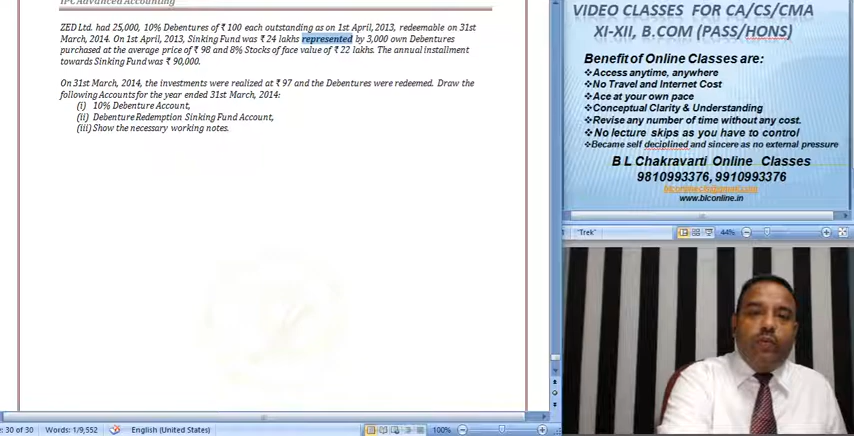 IPC Advanced Accounting
ZED Ltd. had 25,000, 10% Debentures of ₹ 100 each outstanding as on 1st April, 2013, redeemable on 31st
March, 2014. On 1st April, 2013, Sinking Fund was ₹ 24 lakhs represented by 3,000 own Debentures
purchased at the average price of ₹ 98 and 8% Stocks of face value of ₹ 22 lakhs. The annual installment
towards Sinking Fund was ₹ 90,000.
On 31st March, 2014, the investments were realized at ₹ 97 and the Debentures were redeemed. Draw the
following Accounts for the year ended 31st March, 2014:
(i) 10% Debenture Account,
(ii) Debenture Redemption Sinking Fund Account,
(iii) Show the necessary working notes.
: 30 of 30 Words: 1/9,552 English (United States) 100%
VIDEO CLASSES FOR CA/CS/CMA
XI-XII, B.COM (PASS/HONS)
Benefit of Online Classes are:
❖Access anytime, anywhere
❖No Travel and Internet Cost
❖Ace at your own pace
❖Conceptual Clarity & Understanding
❖Revise any number of time without any cost.
❖No lecture skips as you have to control
❖Became self deciplined and sincere as no external pressure
B L Chakravarti Online Classes
9810993376, 9910993376
www.blconline.in
"Trek" 44%